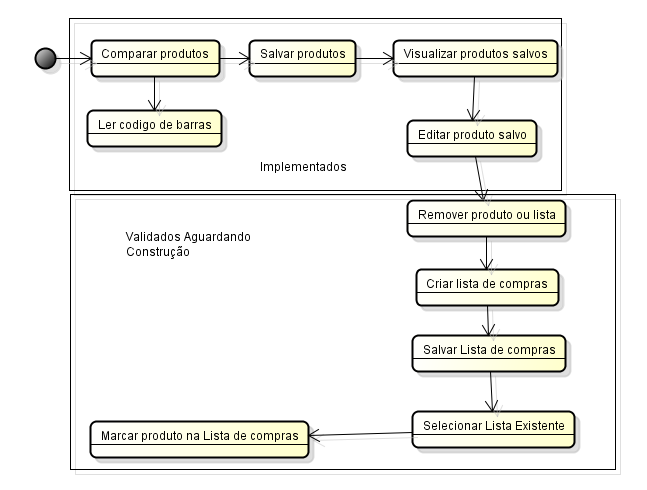 Comparar produtos
Salvar produtos
Visualizar produtos salvos
Ler codigo de barras
Editar produto salvo
Implementados
Remover produto ou lista
Validados Aguardando
Construção
Criar lista de compras
Salvar Lista de compras
Selecionar Lista Existente
Marcar produto na Lista de compras